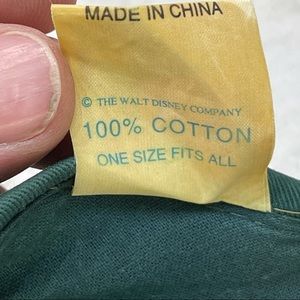 MADE IN CHINA
© THE WALT DISNEY COMPANY
100% COTTON
ONE SIZE FITS ALL